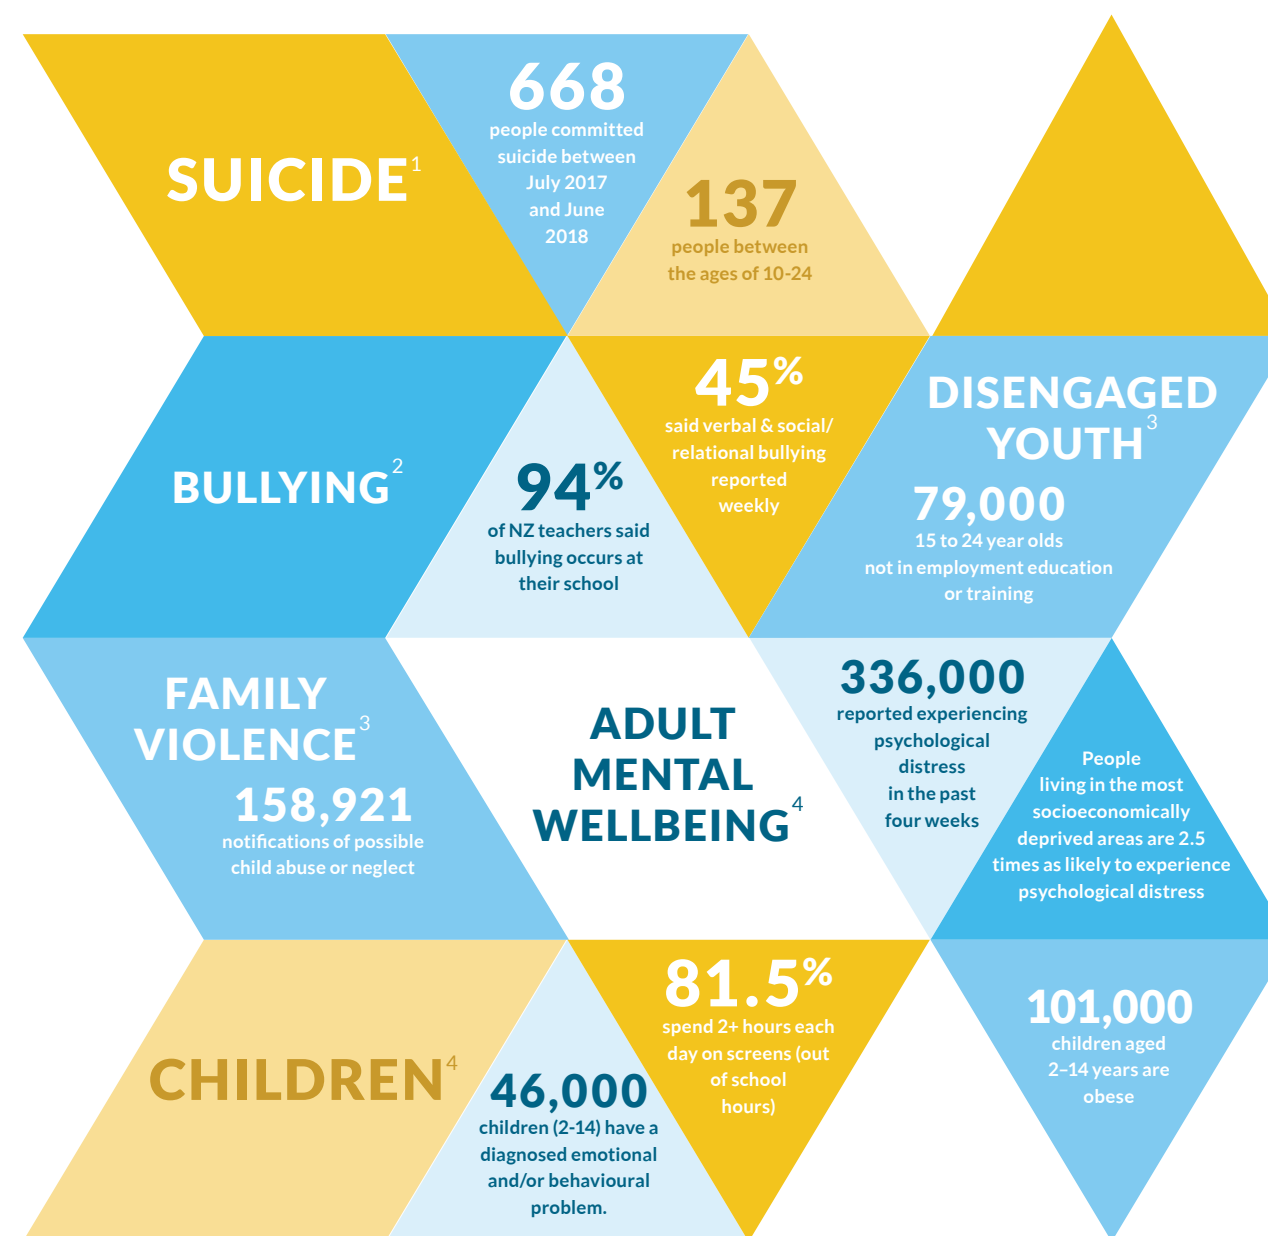 SUICIDE1
668
people committed
suicide between
July 2017
and June
2018
137
people between
the ages of 10-24
BULLYING2
94%
of NZ teachers said
bullying occurs at
their school
45%
said verbal & social/
relational bullying
reported
weekly
DISENGAGED
YOUTH3
79,000
15 to 24 year olds
not in employment education
or training
FAMILY
VIOLENCE3
158,921
notifications of possible
child abuse or neglect
ADULT
MENTAL
WELLBEING4
336,000
reported experiencing
psychological
distress
in the past
four weeks
People
living in the most
socioeconomically
deprived areas are 2.5
times as likely to experience
psychological distress
CHILDREN4
46,000
children (2-14) have a
diagnosed emotional
and/or behavioural
problem.
81.5%
spend 2+ hours each
day on screens (out
of school
hours)
101,000
children aged
2–14 years are
obese